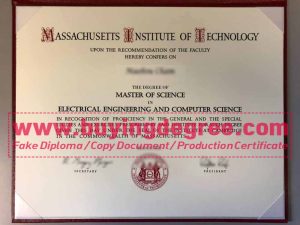 MASSACHUSETTS INSTITUTE OF TECHNOLOGY
UPON THE RECOMMENDATION OF THE FACULTY
HEREBY CONFERS ON
THE DEGREE OF
MASTER OF SCIENCE
IN
ELECTRICAL ENGINEERING AND COMPUTER SCIENCE
IN RECOGNITION OF PROFICIENCY IN THE GENERAL AND THE SPECIAL
www.buyingdegree.com
IN THE COMMONWEALTH OF MASSACHUSETTS
Fake Diploma / Copy Document / Production Certificate
SECRETARY
PRESIDENT